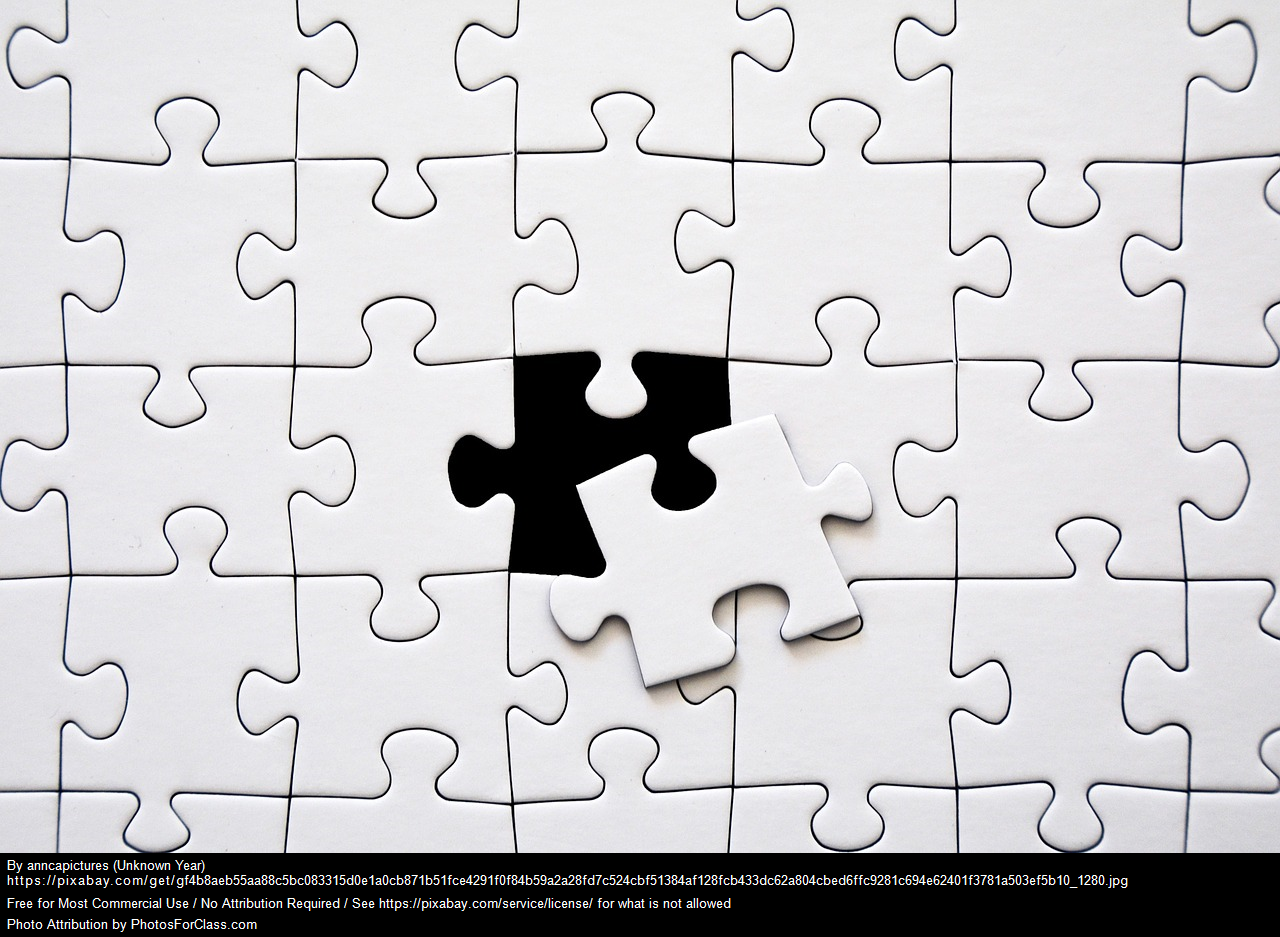 By anncapictures (Unknown Year)
https://pixabay.com/get/gf4b8aeb55aa88c5bc083315d0e1a0cb871b51fce4291f0f84b59a2a28fd7c524cbf51384af128fcb433dc62a804cbed6ffc9281c694e62401f3781a503ef5b10_1280.jpg
Free for Most Commercial Use / No Attribution Required / See https://pixabay.com/service/license/ for what is not allowed
Photo Attribution by PhotosForClass.com